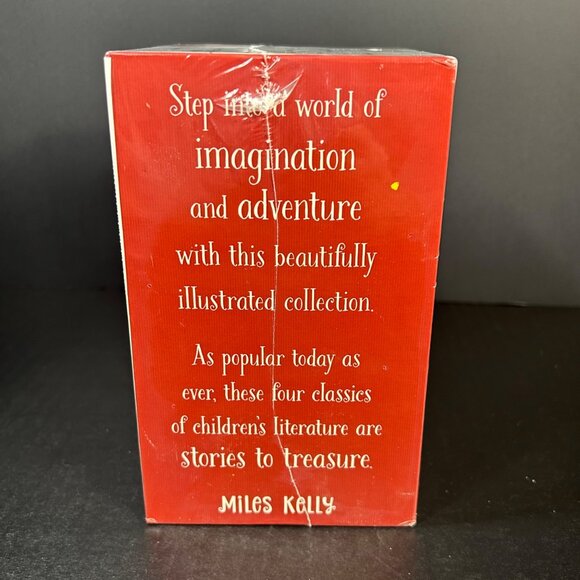 Step into a world of
imagination
and adventure
with this beautifully
illustrated collection.
As popular today as
ever, these four classics
of children's literature are
stories to treasure.
Miles Kelly